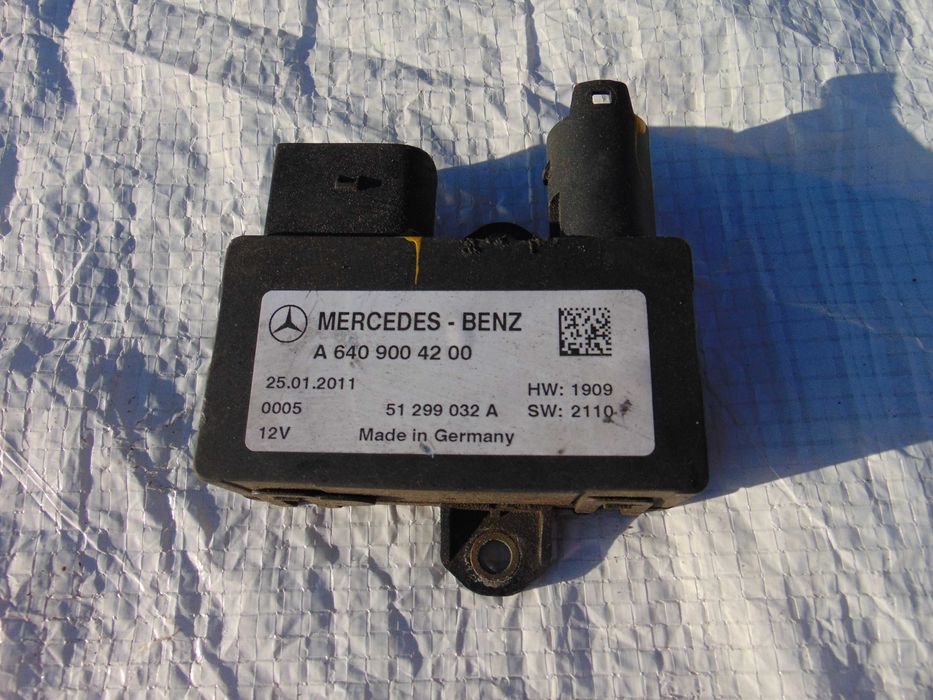 MERCEDES - BENZ
A 640 900 42 00
25.01.2011 HW: 1909
0005 51 299 032 A SW: 2110
12V Made in Germany